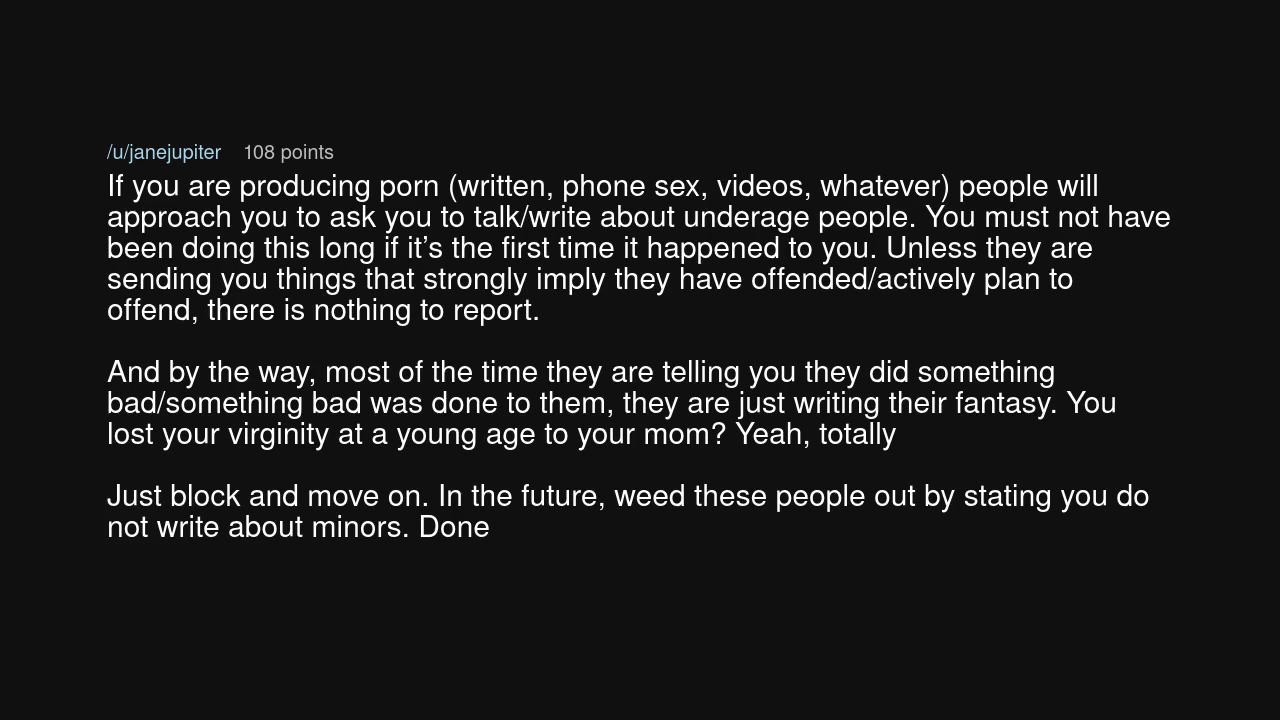 /u/janejupiter 108 points
If you are producing porn (written, phone sex, videos, whatever) people will
approach you to ask you to talk/write about underage people. You must not have
been doing this long if it’s the first time it happened to you. Unless they are
sending you things that strongly imply they have offended/actively plan to
offend, there is nothing to report.
And by the way, most of the time they are telling you they did something
bad/something bad was done to them, they are just writing their fantasy. You
lost your virginity at a young age to your mom? Yeah, totally
Just block and move on. In the future, weed these people out by stating you do
not write about minors. Done